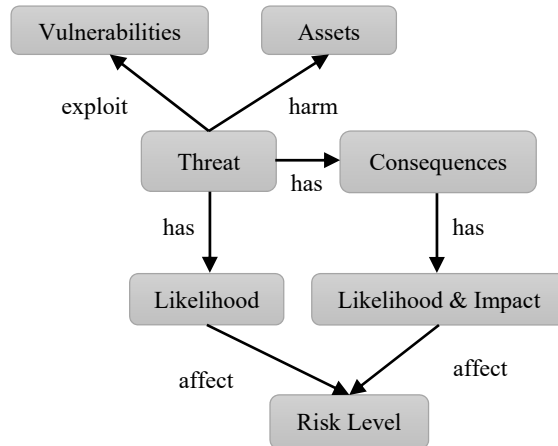 Vulnerabilities
Assets
exploit
harm
Threat
has
Consequences
has
has
Likelihood
Likelihood & Impact
affect
affect
Risk Level